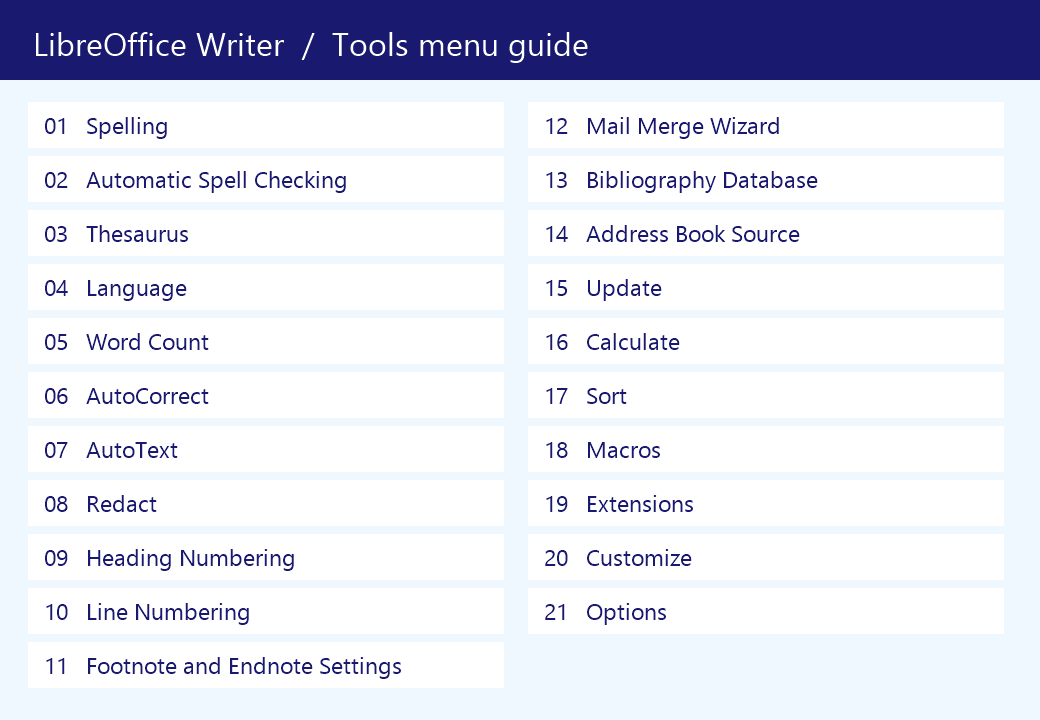 LibreOffice Writer / Tools menu guide
01 Spelling
02 Automatic Spell Checking
03 Thesaurus
04 Language
05 Word Count
06 AutoCorrect
07 AutoText
08 Redact
09 Heading Numbering
10 Line Numbering
11 Footnote and Endnote Settings
12 Mail Merge Wizard
13 Bibliography Database
14 Address Book Source
15 Update
16 Calculate
17 Sort
18 Macros
19 Extensions
20 Customize
21 Options